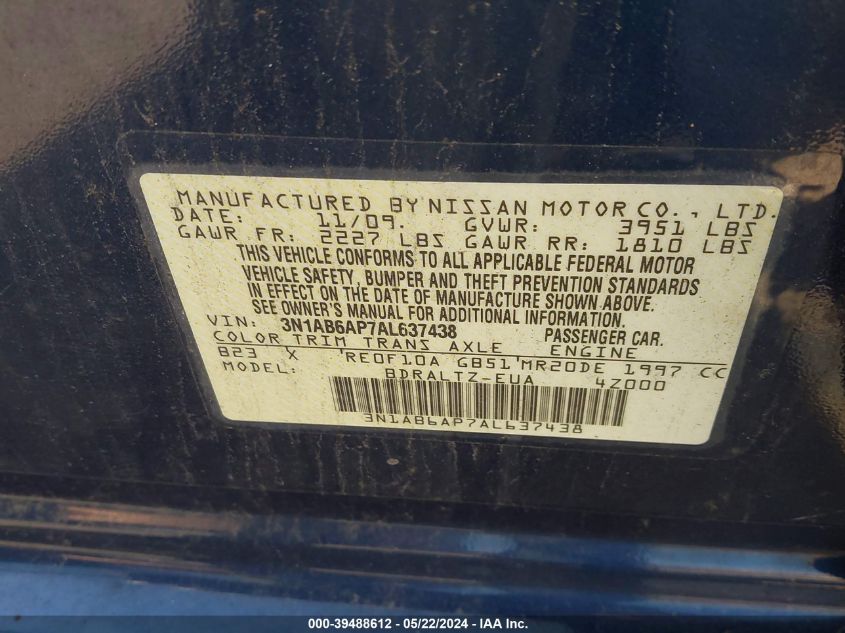 MANUFACTURED BY NISSAN MOTOR CO., LTD.
DATE: 11/09. GVWR: 3951 LBS
GAWR FR: 2227 LBS GAWR RR: 1810 LBS
THIS VEHICLE CONFORMS TO ALL APPLICABLE FEDERAL MOTOR
VEHICLE SAFETY, BUMPER AND THEFT PREVENTION STANDARDS
IN EFFECT ON THE DATE OF MANUFACTURE SHOWN ABOVE.
SEE OWNER'S MANUAL FOR ADDITIONAL INFORMATION.
VIN: 3N1AB6AP7AL637438 PASSENGER CAR.
COLOR TRIM TRANS AXLE ENGINE
B23 X 'RE0F10A GB51'MR20DE 1997 CC
MODEL: BDRALTZ-EUA 4Z000
3N1AB6AP7AL637438
000-39488612 - 05/22/2024 - IAAI.com.